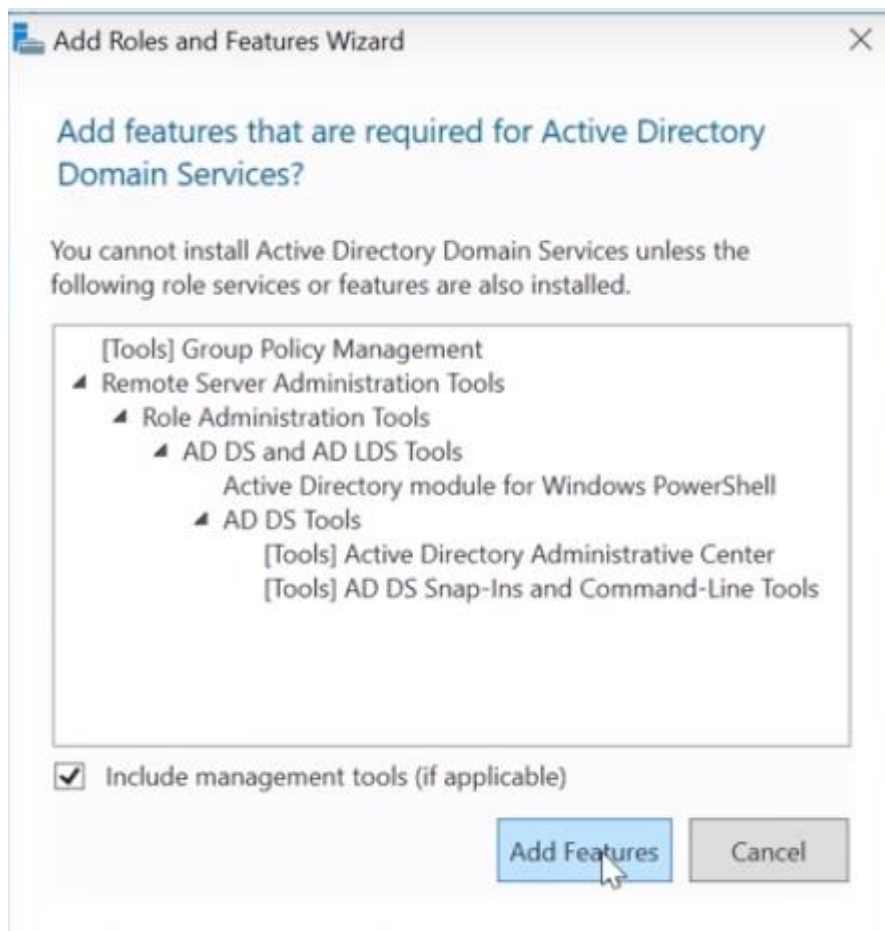 Add Roles and Features Wizard
Add features that are required for Active Directory
Domain Services?
You cannot install Active Directory Domain Services unless the
following role services or features are also installed.
[Tools] Group Policy Management
Remote Server Administration Tools
Role Administration Tools
AD DS and AD LDS Tools
Active Directory module for Windows PowerShell
AD DS Tools
[Tools] Active Directory Administrative Center
[Tools] AD DS Snap-Ins and Command-Line Tools
Include management tools (if applicable)
Add Features
Cancel